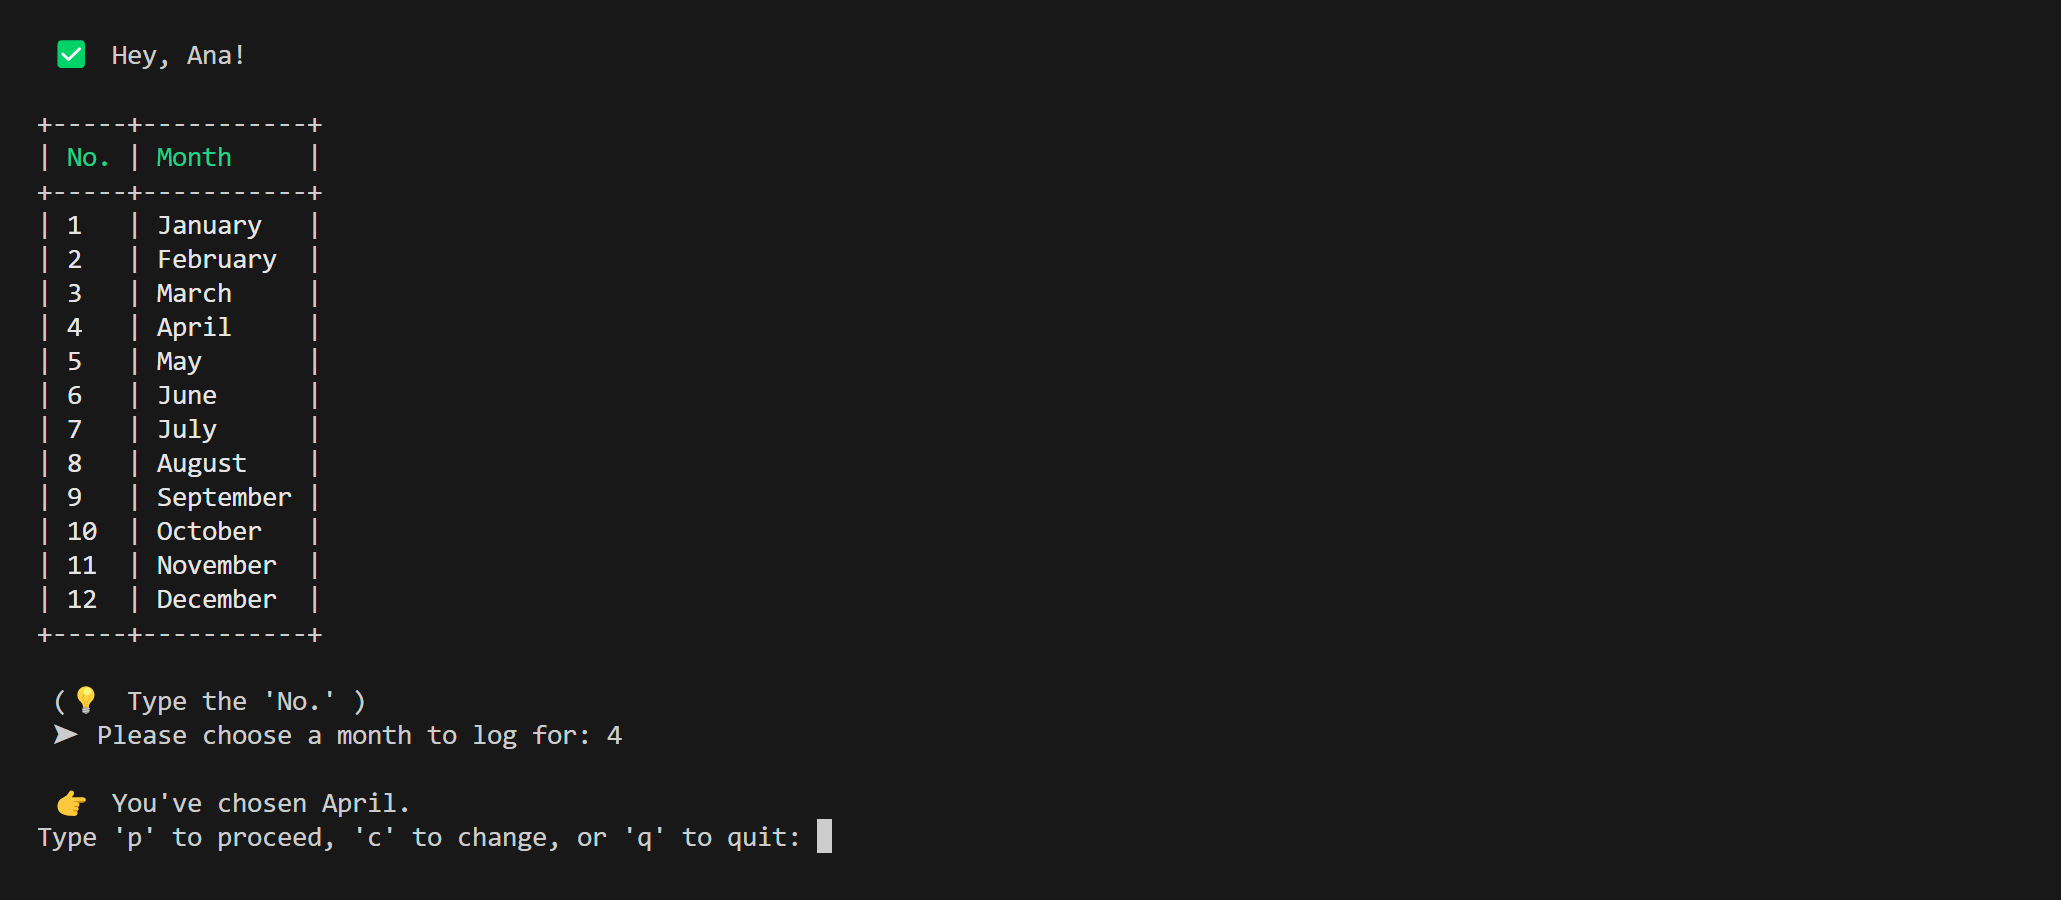 ✅ Hey, Ana!
+-----+-----------+
| No. | Month     |
+-----+-----------+
| 1   | January   |
| 2   | February  |
| 3   | March     |
| 4   | April     |
| 5   | May       |
| 6   | June      |
| 7   | July      |
| 8   | August    |
| 9   | September |
| 10  | October   |
| 11  | November  |
| 12  | December  |
+-----+-----------+
(💡 Type the 'No.' )
➤ Please choose a month to log for: 4
👉 You've chosen April.
Type 'p' to proceed, 'c' to change, or 'q' to quit: